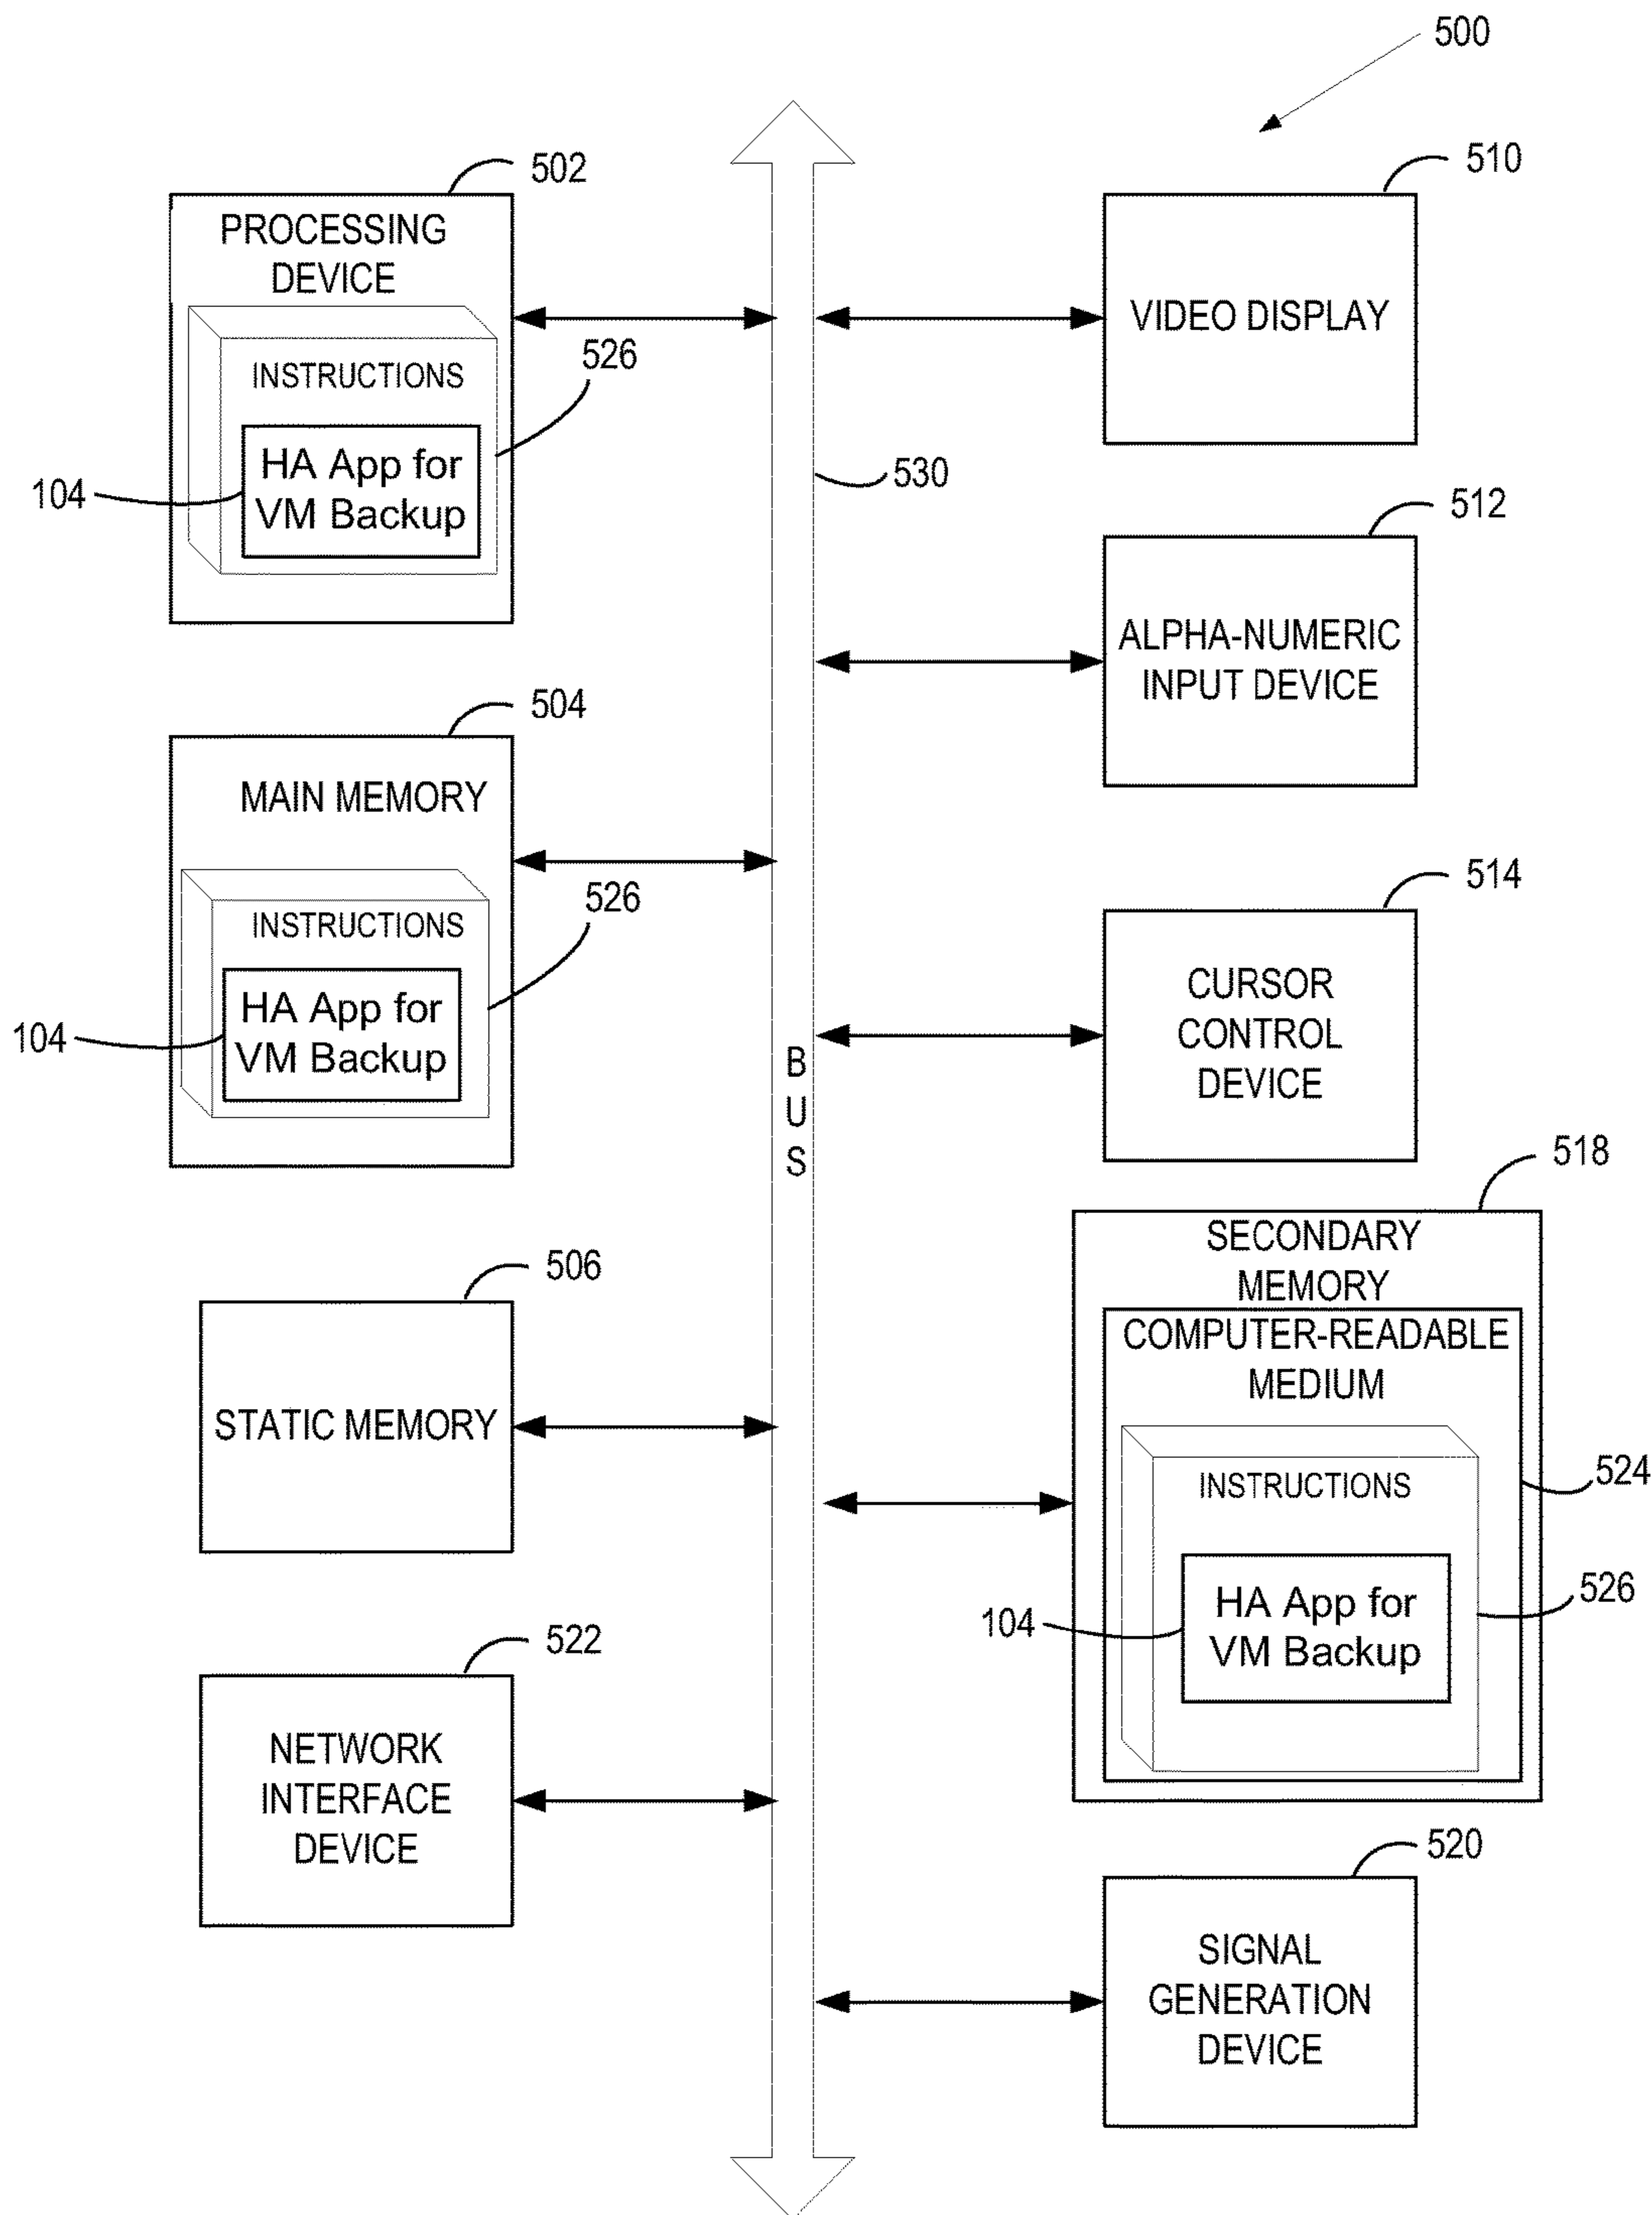 500
502
PROCESSING
DEVICE
INSTRUCTIONS
526
HA App for
VM Backup
104
510
VIDEO DISPLAY
530
512
ALPHA-NUMERIC
INPUT DEVICE
504
MAIN MEMORY
INSTRUCTIONS
526
HA App for
VM Backup
104
514
CURSOR
CONTROL
DEVICE
B
U
S
506
STATIC MEMORY
518
SECONDARY
MEMORY
COMPUTER-READABLE
MEDIUM
INSTRUCTIONS
524
HA App for
VM Backup
526
104
522
NETWORK
INTERFACE
DEVICE
520
SIGNAL
GENERATION
DEVICE